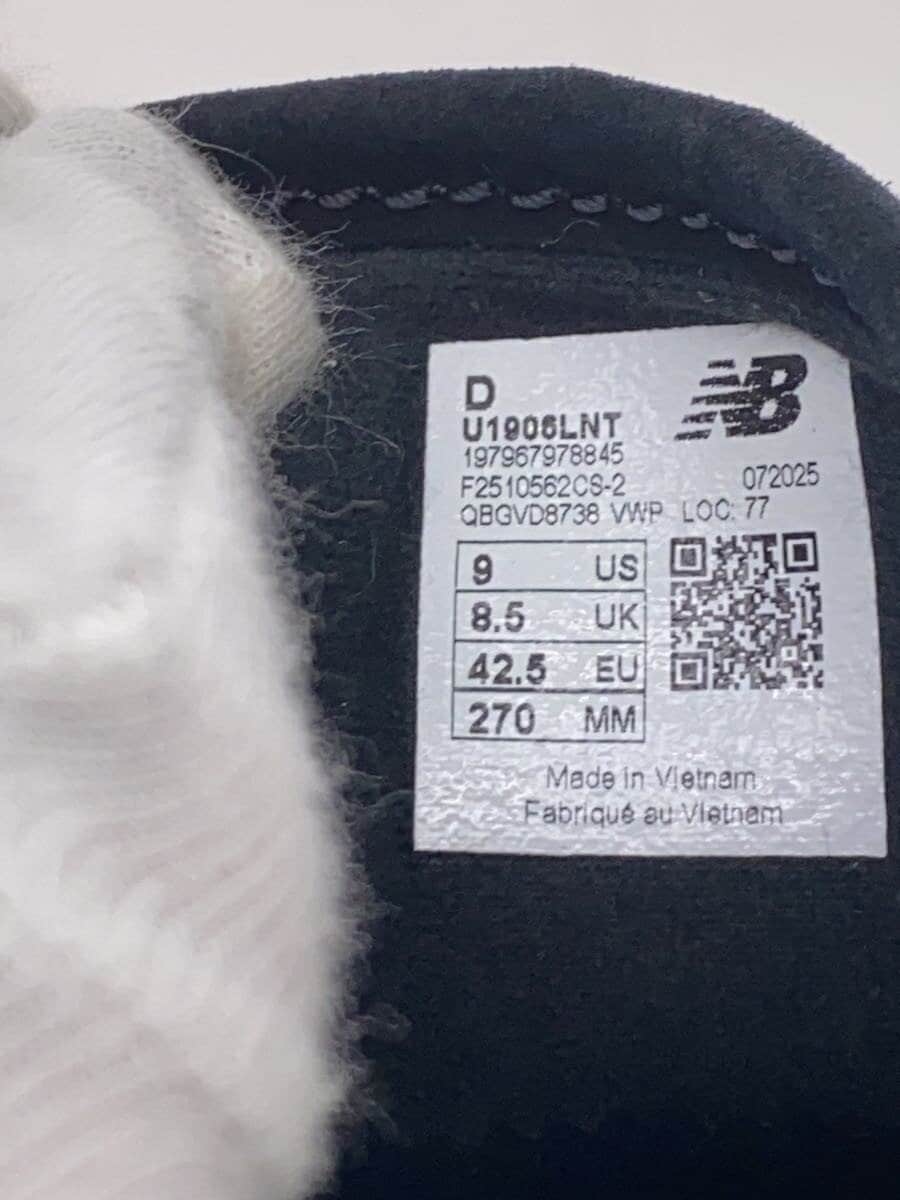 D
NB
U1906LNT
197967978845
F2510562CS-2 072025
QBGVD8738 VWP LOC: 77
9 US
8.5 UK
42.5 EU
270 MM
Made in Vietnam
Fabriqué au Vietnam